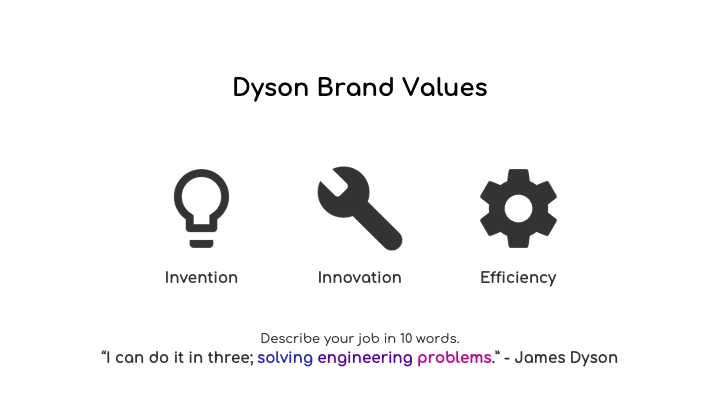 Dyson Brand Values
Invention
Innovation
Efficiency
Describe your job in 10 words.
“I can do it in three; solving engineering problems.” - James Dyson